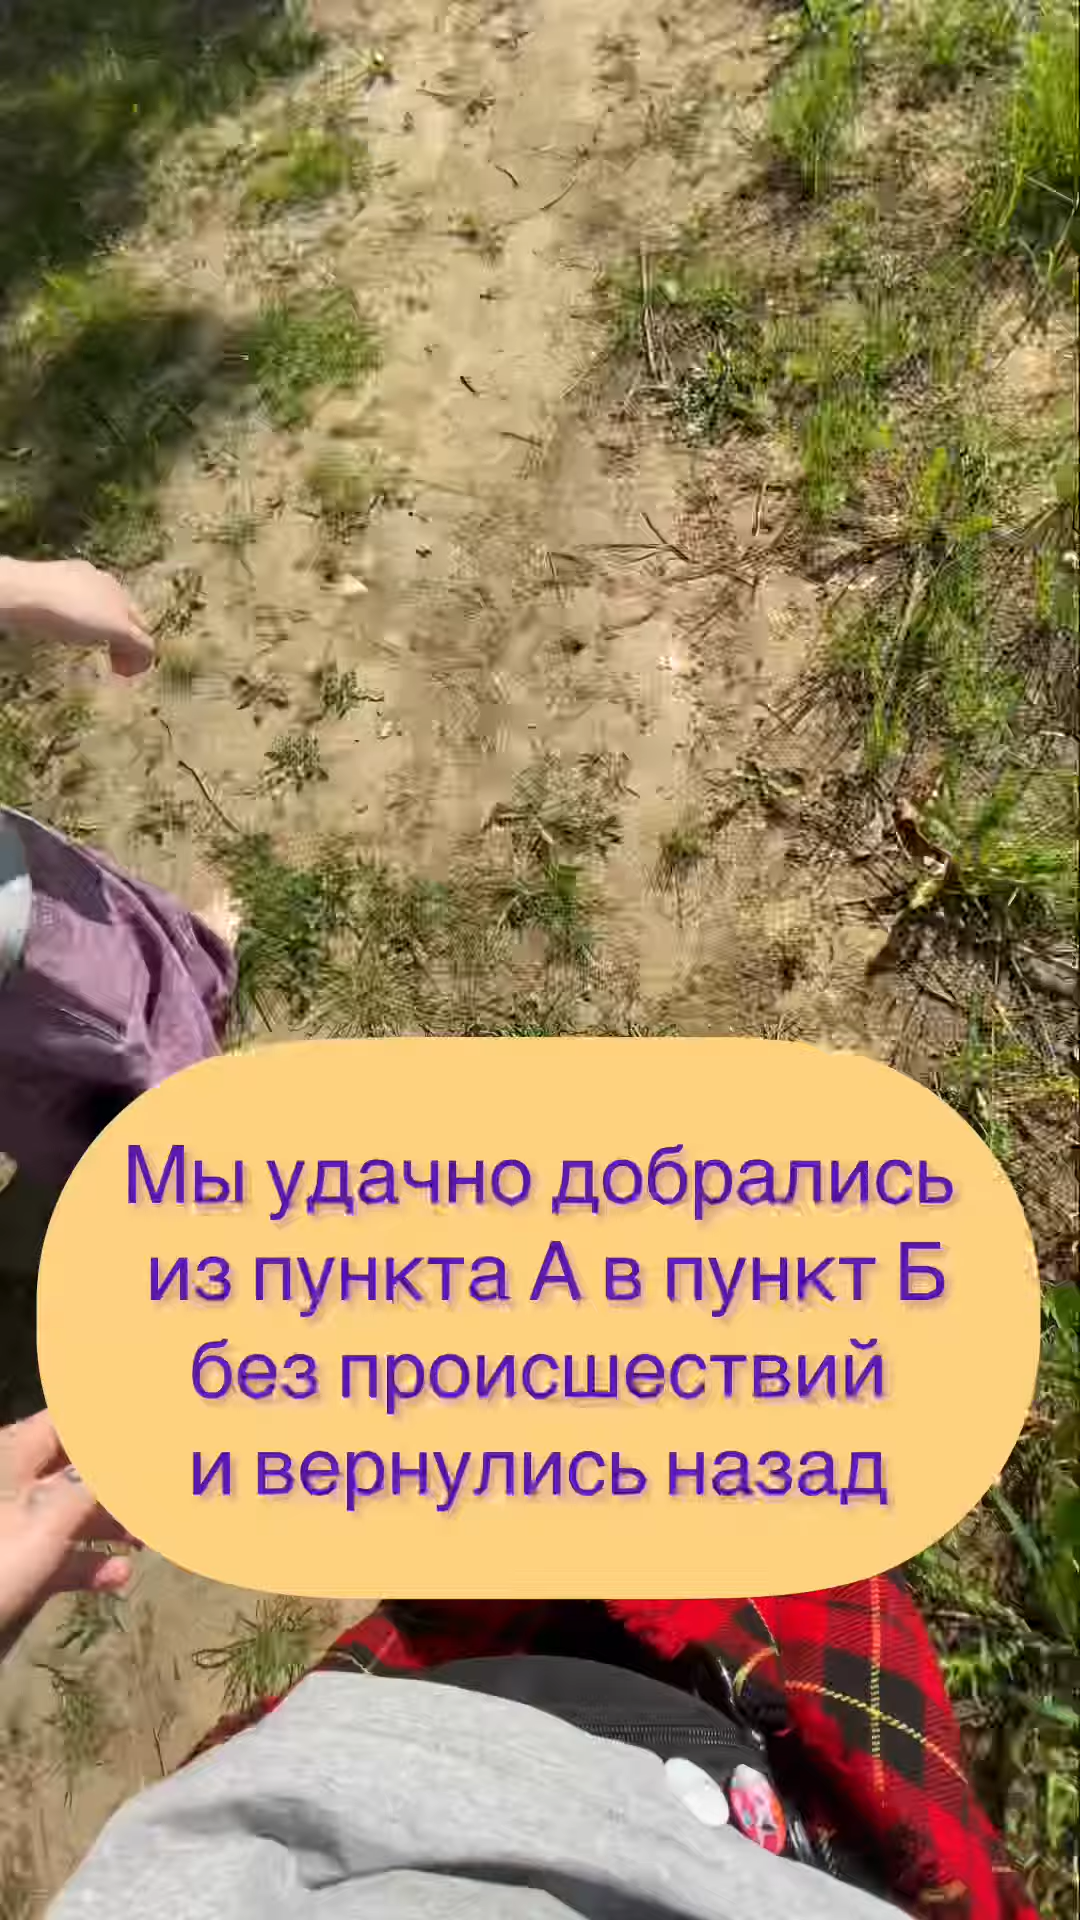 Мы удачно добрались
из пункта А в пункт Б
без происшествий
и вернулись назад